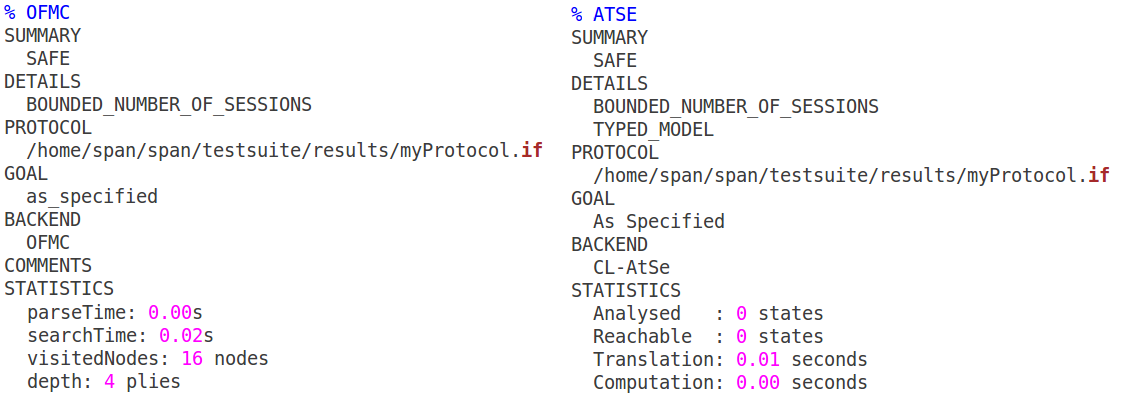 % OFMC
SUMMARY
  SAFE
DETAILS
  BOUNDED_NUMBER_OF_SESSIONS
PROTOCOL
  /home/span/span/testsuite/results/myProtocol.if
GOAL
  as_specified
BACKEND
  OFMC
COMMENTS
STATISTICS
  parseTime: 0.00s
  searchTime: 0.02s
  visitedNodes: 16 nodes
  depth: 4 plies
% ATSE
SUMMARY
  SAFE
DETAILS
  BOUNDED_NUMBER_OF_SESSIONS
  TYPED_MODEL
PROTOCOL
  /home/span/span/testsuite/results/myProtocol.if
GOAL
  As Specified
BACKEND
  CL-AtSe
STATISTICS
  Analysed   : 0 states
  Reachable  : 0 states
  Translation: 0.01 seconds
  Computation: 0.00 seconds